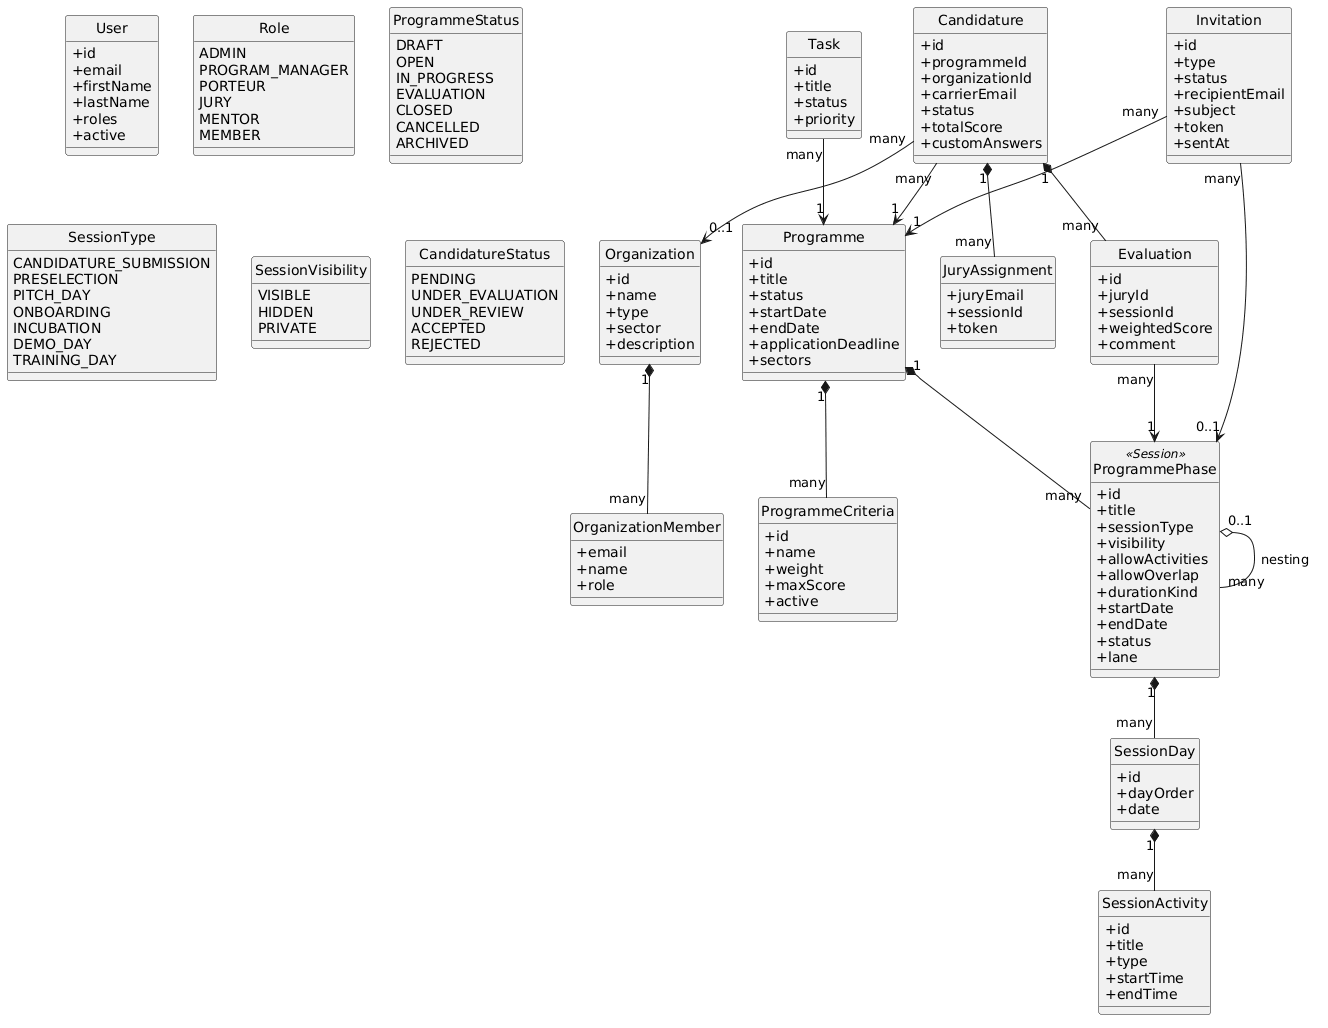 User
+id
+email
+firstName
+lastName
+roles
+active
Role
ADMIN
PROGRAM_MANAGER
PORTEUR
JURY
MENTOR
MEMBER
ProgrammeStatus
DRAFT
OPEN
IN_PROGRESS
EVALUATION
CLOSED
CANCELLED
ARCHIVED
Task
+id
+title
+status
+priority
Candidature
+id
+programmeId
+organizationId
+carrierEmail
+status
+totalScore
+customAnswers
Invitation
+id
+type
+status
+recipientEmail
+subject
+token
+sentAt
many
many
many
many
1
1
many
0..1
1
1
1
many
many
SessionType
CANDIDATURE_SUBMISSION
PRESELECTION
PITCH_DAY
ONBOARDING
INCUBATION
DEMO_DAY
TRAINING_DAY
SessionVisibility
VISIBLE
HIDDEN
PRIVATE
CandidatureStatus
PENDING
UNDER_EVALUATION
UNDER_REVIEW
ACCEPTED
REJECTED
Organization
+id
+name
+type
+sector
+description
Programme
+id
+title
+status
+startDate
+endDate
+applicationDeadline
+sectors
JuryAssignment
+juryEmail
+sessionId
+token
Evaluation
+id
+juryId
+sessionId
+weightedScore
+comment
1
1
1
many
1
0..1
many
many
many
OrganizationMember
+email
+name
+role
ProgrammeCriteria
+id
+name
+weight
+maxScore
+active
«Session»
ProgrammePhase
+id
+title
+sessionType
+visibility
+allowActivities
+allowOverlap
+durationKind
+startDate
+endDate
+status
+lane
0..1
nesting
many
1
many
SessionDay
+id
+dayOrder
+date
1
many
SessionActivity
+id
+title
+type
+startTime
+endTime